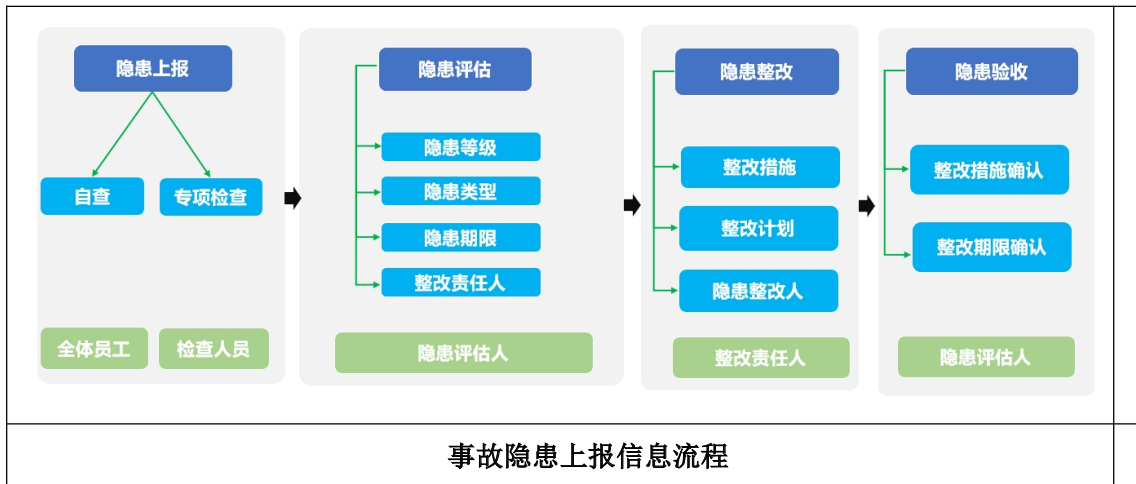 隐患上报
自查
专项检查
全体员工
检查人员
隐患评估
隐患等级
隐患类型
隐患期限
整改责任人
隐患评估人
隐患整改
整改措施
整改计划
隐患整改人
整改责任人
隐患验收
整改措施确认
整改期限确认
隐患评估人
事故隐患上报信息流程